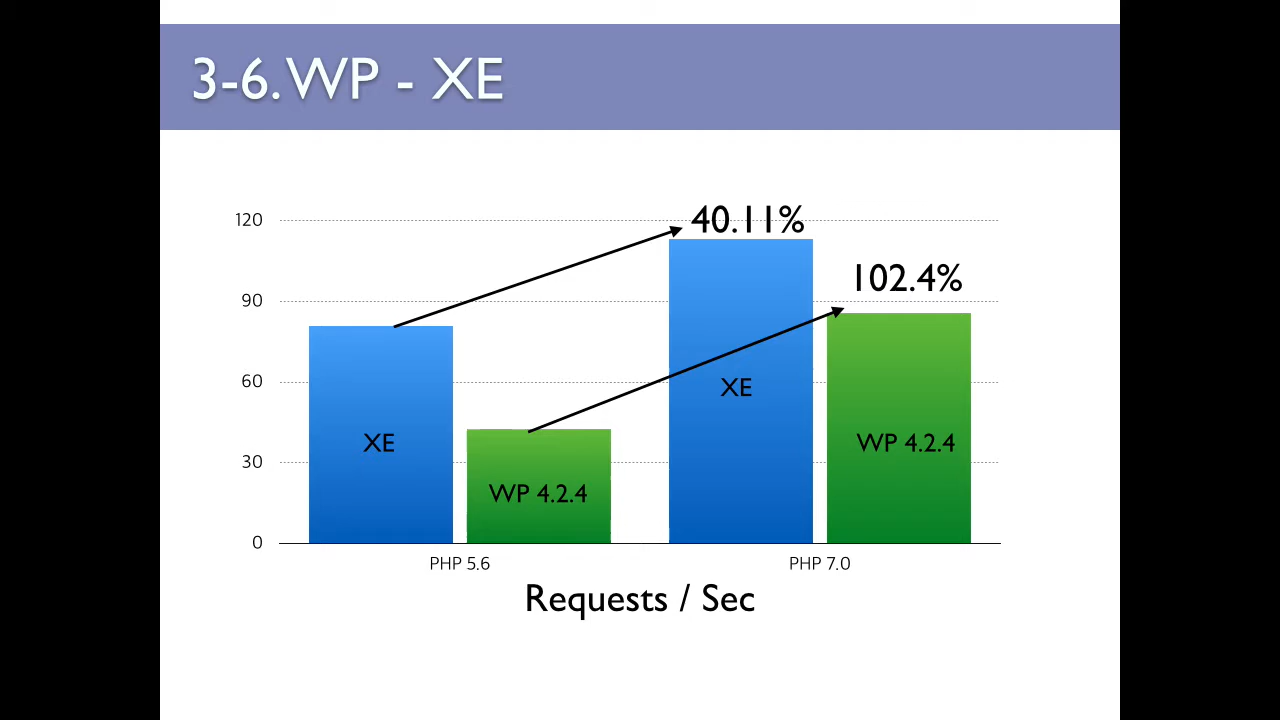 3-6. WP - XE
120
90
60
30
0
40.11%
102.4%
XE
WP 4.2.4
XE
WP 4.2.4
PHP 5.6
PHP 7.0
Requests / Sec